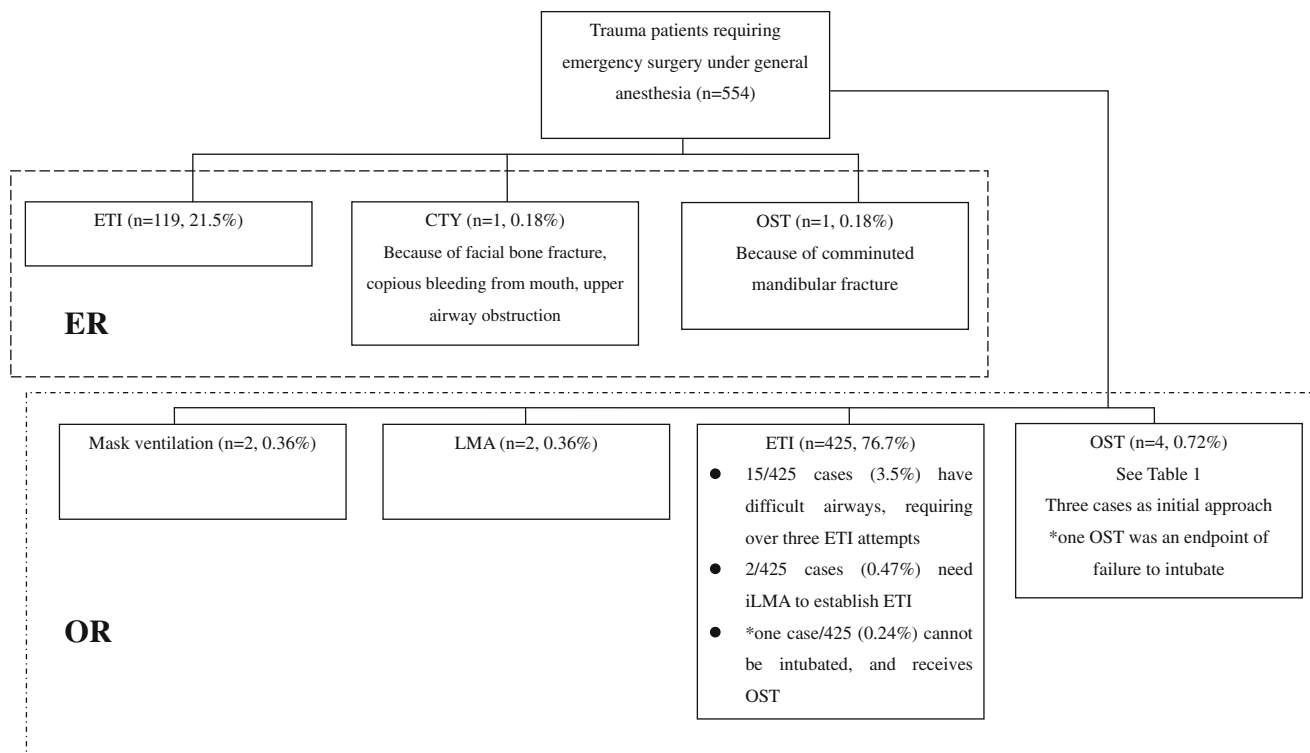 Trauma patients requiring
emergency surgery under general
anesthesia (n=554)
ETI (n=119, 21.5%)
CTY (n=1, 0.18%)
Because of facial bone fracture,
copious bleeding from mouth, upper
airway obstruction
OST (n=1, 0.18%)
Because of comminuted
mandibular fracture
ER
Mask ventilation (n=2, 0.36%)
LMA (n=2, 0.36%)
ETI (n=425, 76.7%)
● 15/425 cases (3.5%) have
difficult airways, requiring
over three ETI attempts
● 2/425 cases (0.47%) need
iLMA to establish ETI
● *one case/425 (0.24%) cannot
be intubated, and receives
OST
OST (n=4, 0.72%)
See Table 1
Three cases as initial approach
*one OST was an endpoint of
failure to intubate
OR